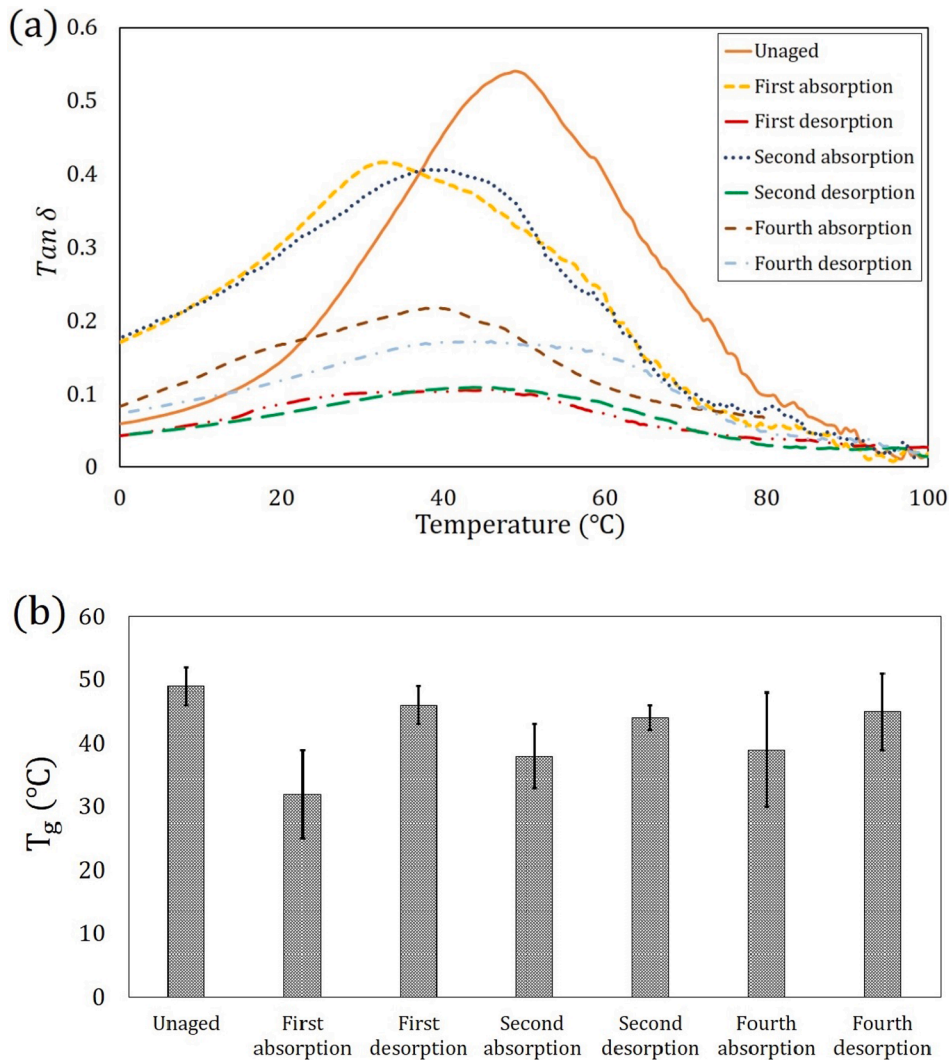 (a)
0.6
0.5
0.4
0.3
0.2
0.1
0
Tan δ
Unaged
First absorption
First desorption
Second absorption
Second desorption
Fourth absorption
Fourth desorption
0 20 40 60 80 100
Temperature (°C)
(b)
60
50
40
30
20
10
0
Tg (°C)
Unaged
First absorption
First desorption
Second absorption
Second desorption
Fourth absorption
Fourth desorption